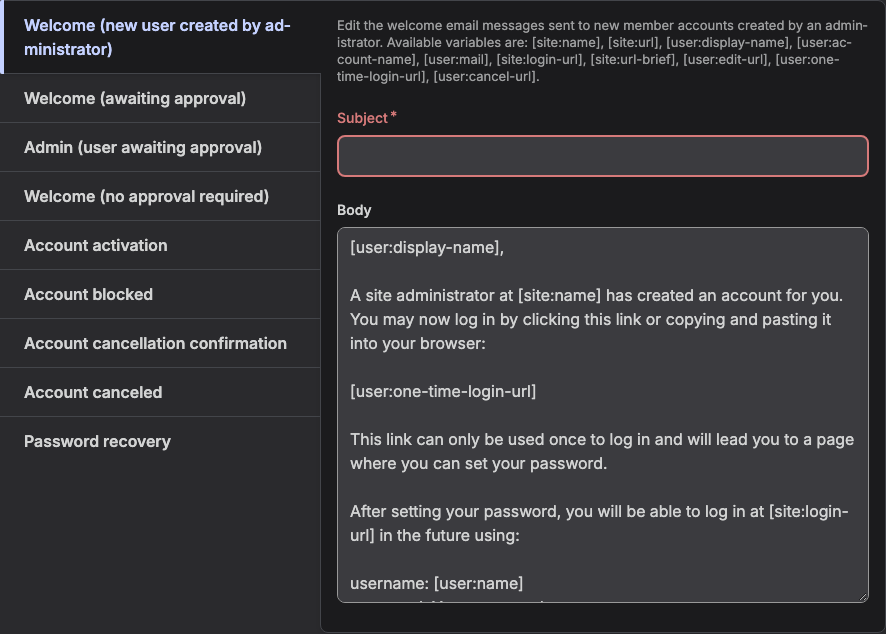 Welcome (new user created by ad-
ministrator)
Welcome (awaiting approval)
Admin (user awaiting approval)
Welcome (no approval required)
Account activation
Account blocked
Account cancellation confirmation
Account canceled
Password recovery
Edit the welcome email messages sent to new member accounts created by an admin-
istrator. Available variables are: [site:name], [site:url], [user:display-name], [user:ac-
count-name], [user:mail], [site:login-url], [site:url-brief], [user:edit-url], [user:one-
time-login-url], [user:cancel-url].
Subject *
Body
[user:display-name],
A site administrator at [site:name] has created an account for you.
You may now log in by clicking this link or copying and pasting it
into your browser:
[user:one-time-login-url]
This link can only be used once to log in and will lead you to a page
where you can set your password.
After setting your password, you will be able to log in at [site:login-
url] in the future using:
username: [user:name]